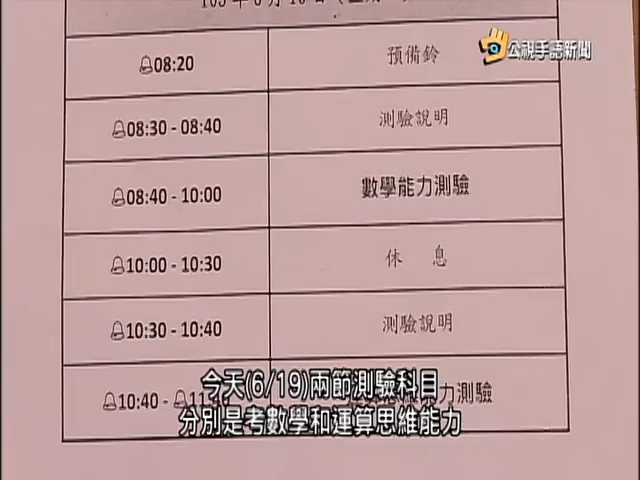 公視手語新聞
08:20 預備鈴
08:30 - 08:40 測驗說明
08:40 - 10:00 數學能力測驗
10:00 - 10:30 休 息
10:30 - 10:40 測驗說明
10:40 - 力測驗
今天(6/19)兩節測驗科目
分別是考數學和運算思維能力